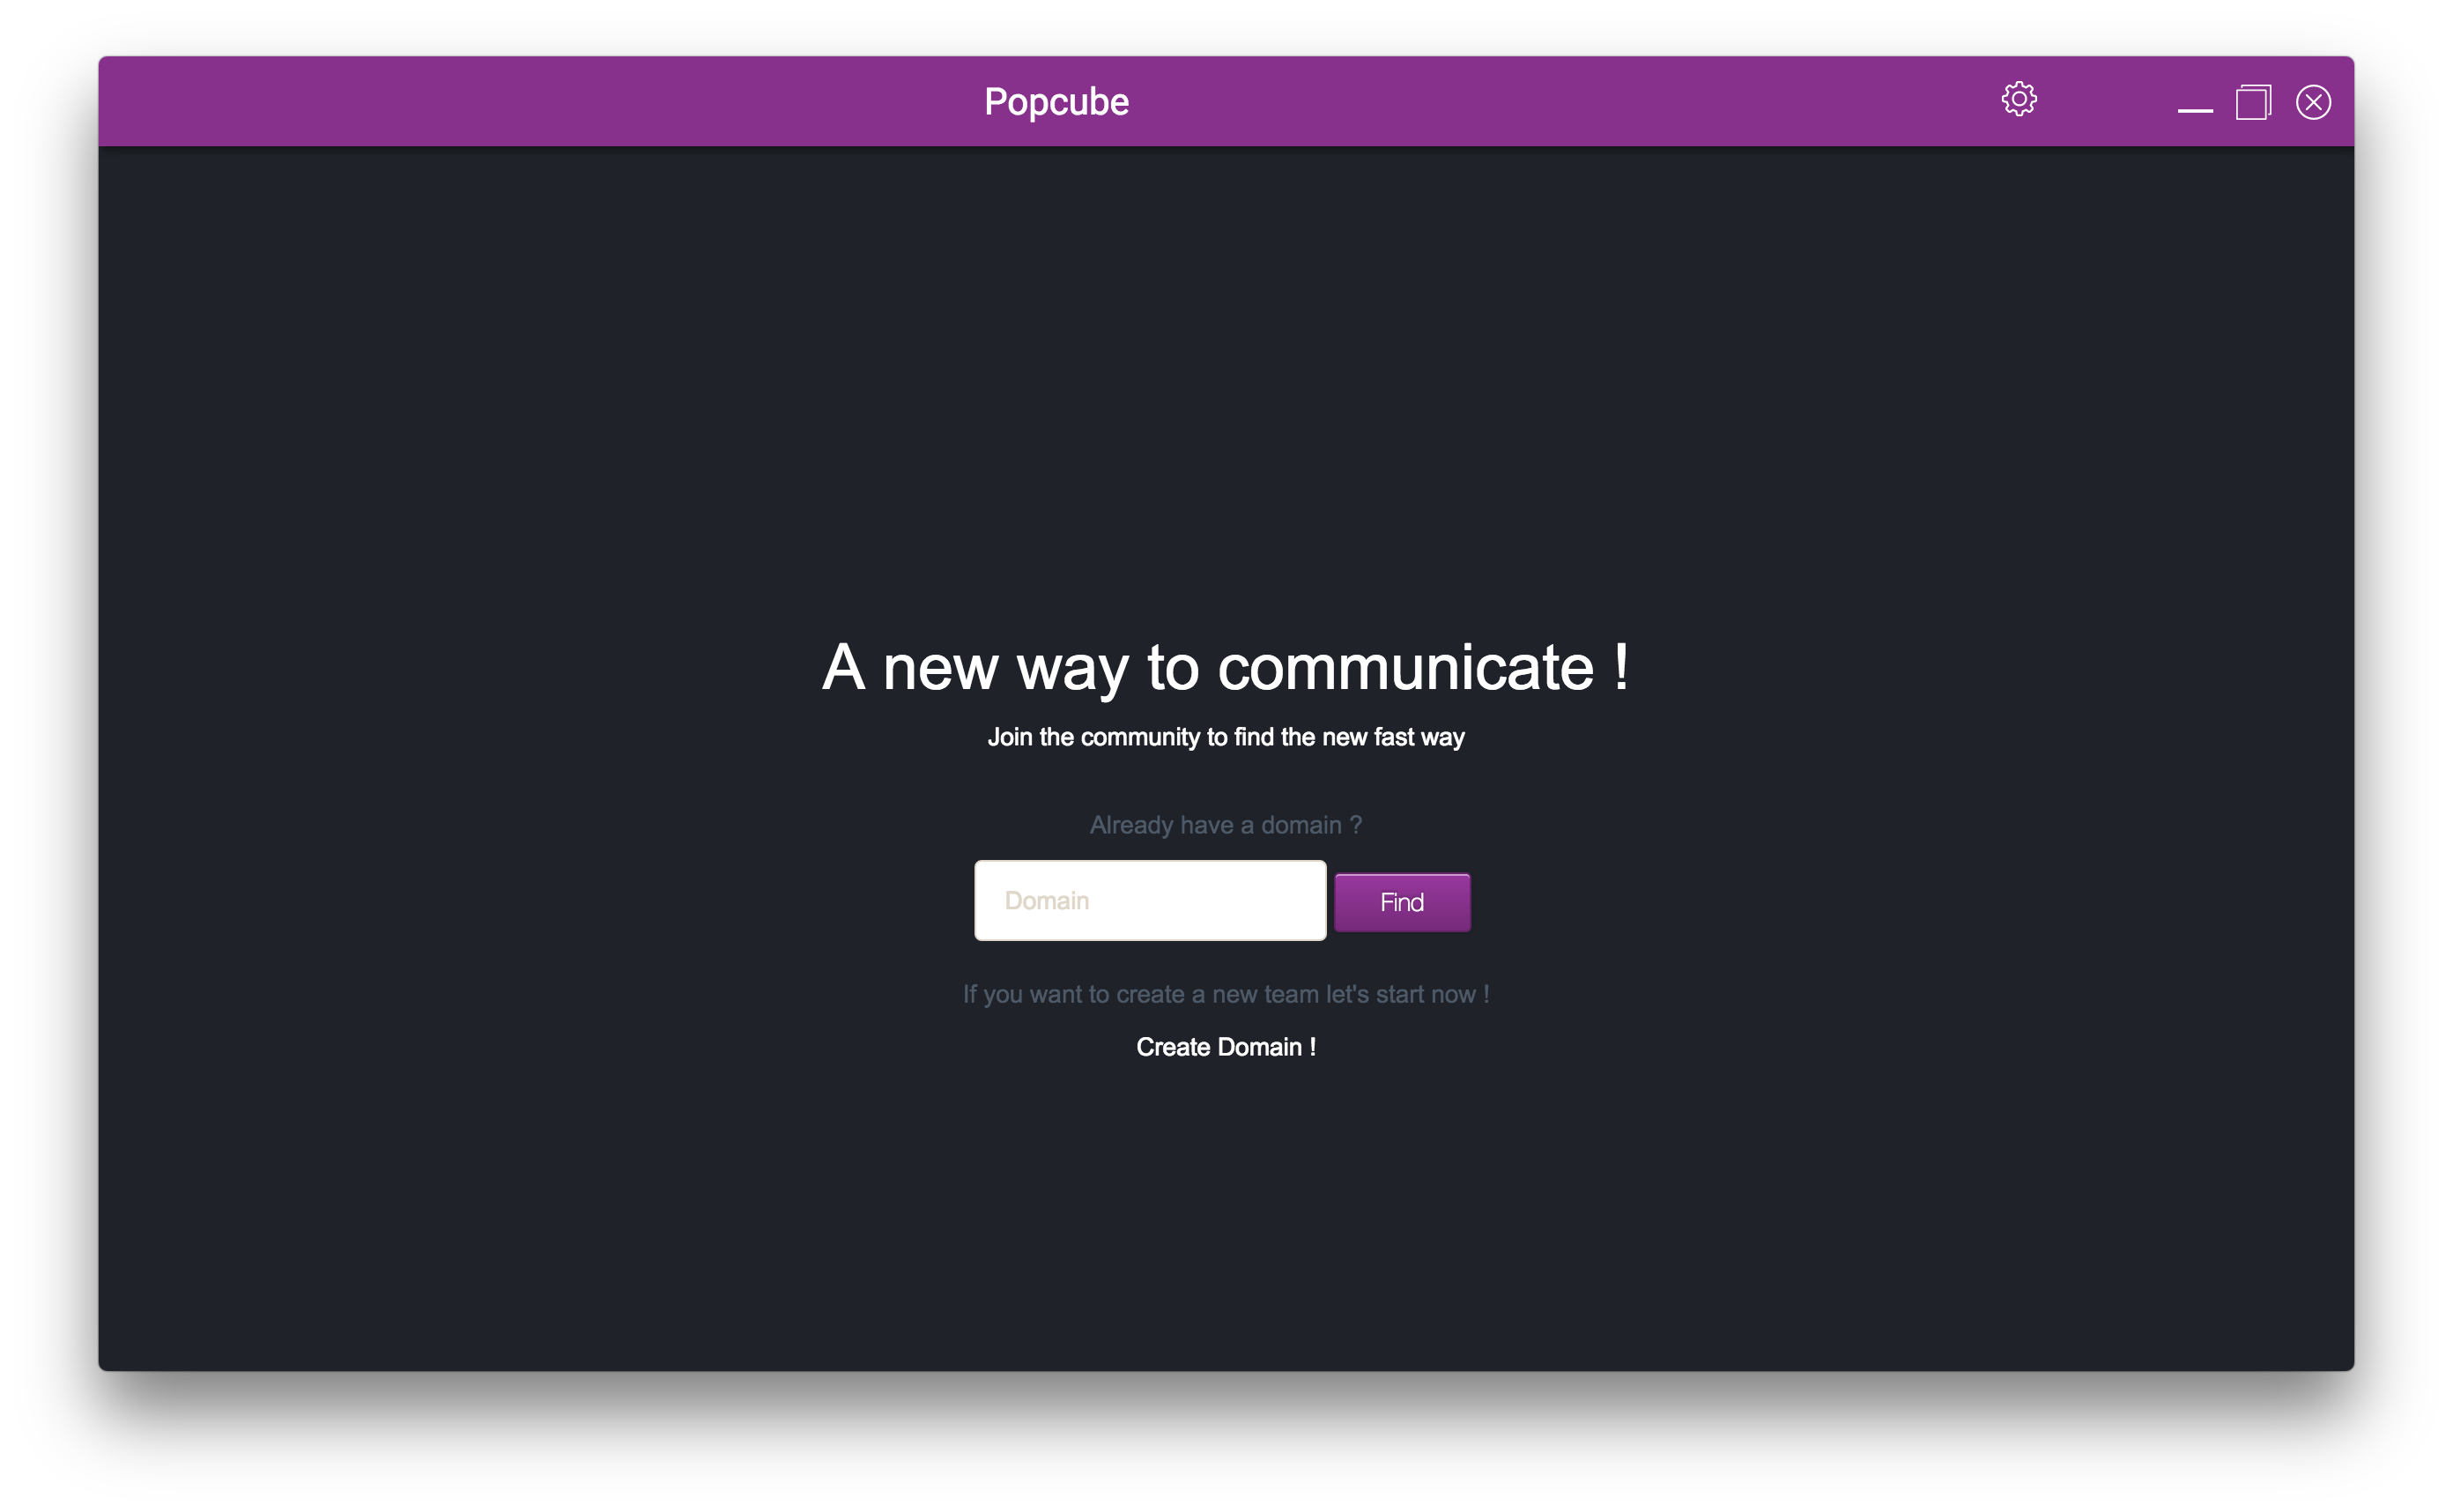 Popcube
A new way to communicate !
Join the community to find the new fast way
Already have a domain ?
Domain
Find
If you want to create a new team let's start now !
Create Domain !